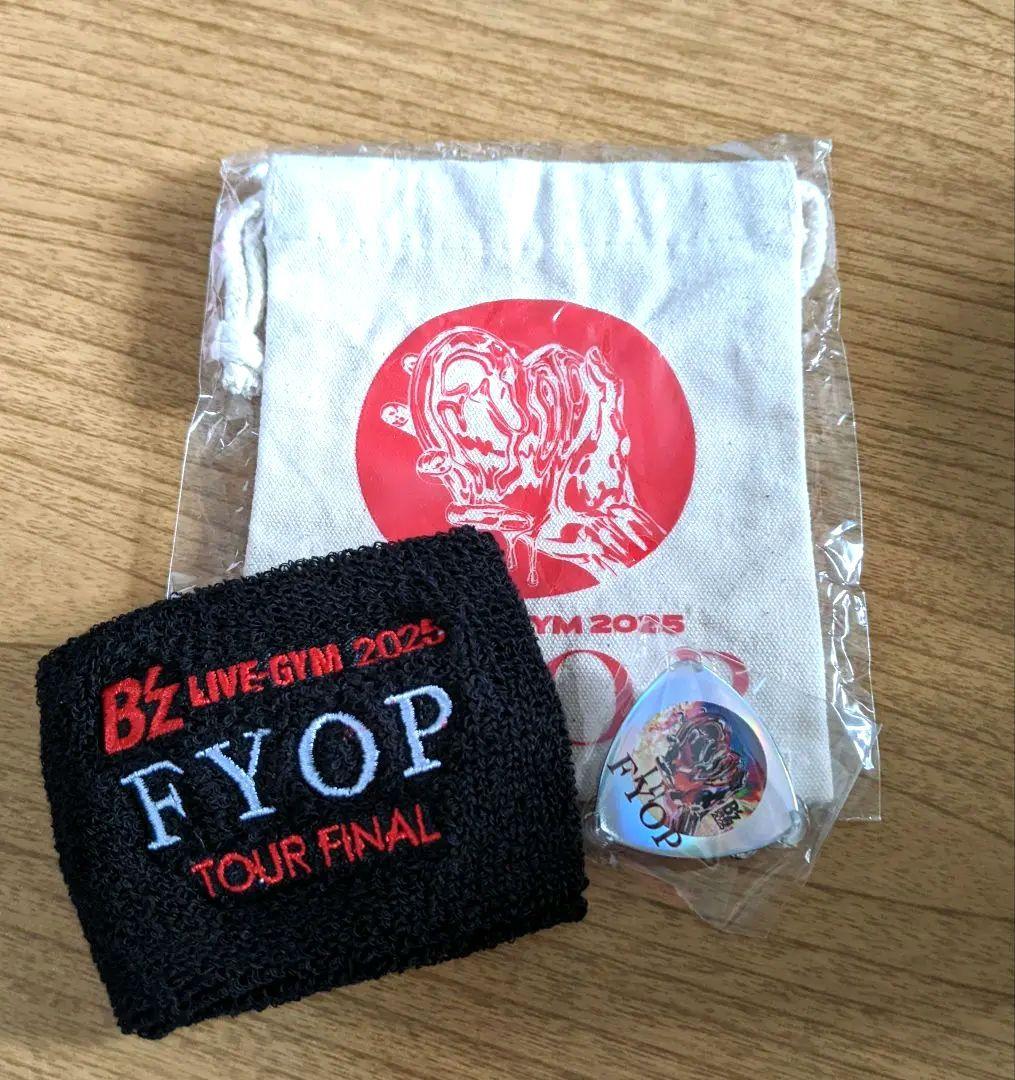 YM 2025
B'z LIVE-GYM 2025
FYOP
TOUR FINAL
FYOP
B'z